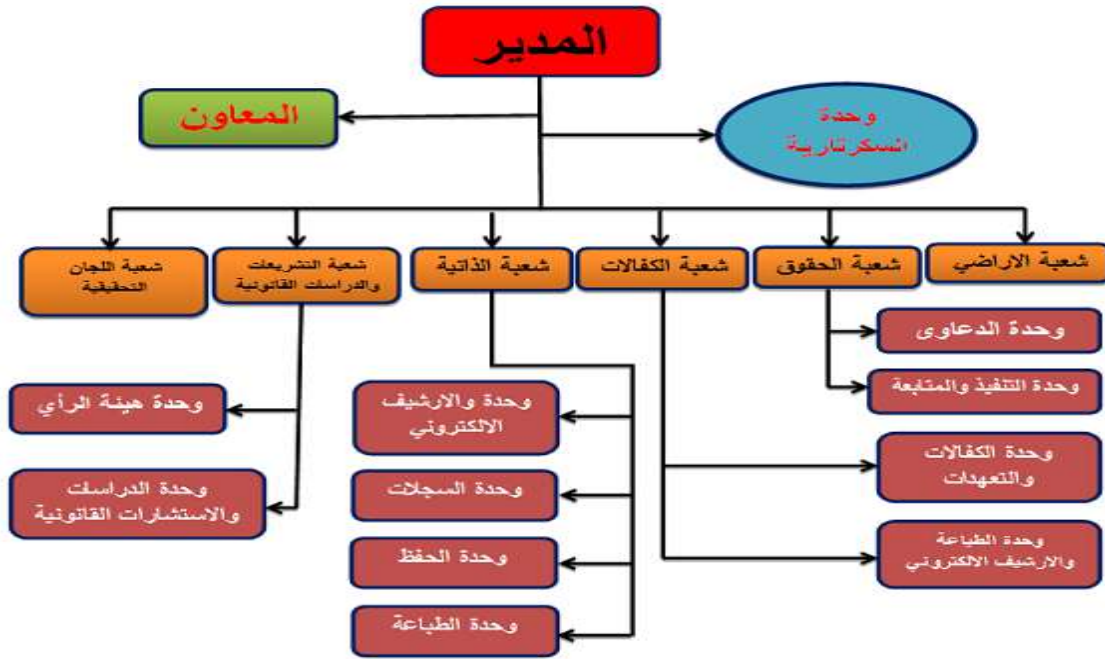 المدير
المعاون
وحدة
السكرتارية
شعبة الاراضي
شعبة الحقوق
شعبة الكفالات
شعبة الذاتية
شعبة التشريعات
والدراسات القانونية
شعبة اللجان
التحقيقية
وحدة الدعاوى
وحدة التنفيذ والمتابعة
وحدة الكفالات
والتعهدات
وحدة الطباعة
والارشيف الالكتروني
وحدة والارشيف
الالكتروني
وحدة السجلات
وحدة الحفظ
وحدة الطباعة
وحدة هيئة الرأي
وحدة الدراسات
والاستشارات القانونية